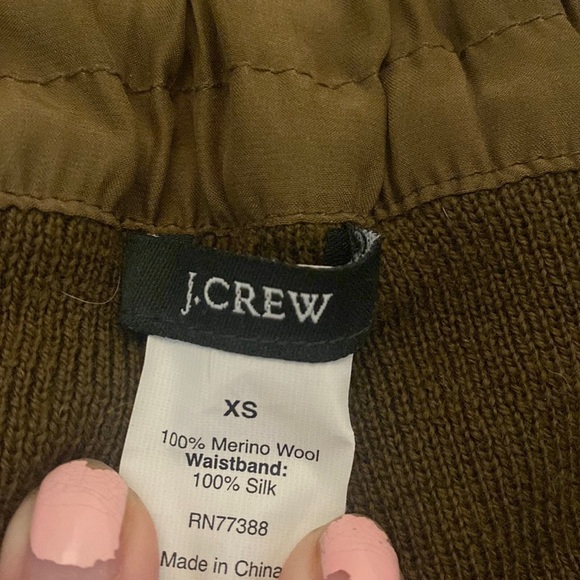 J.CREW
XS
100% Merino Wool
Waistband:
100% Silk
RN77388
Made in China